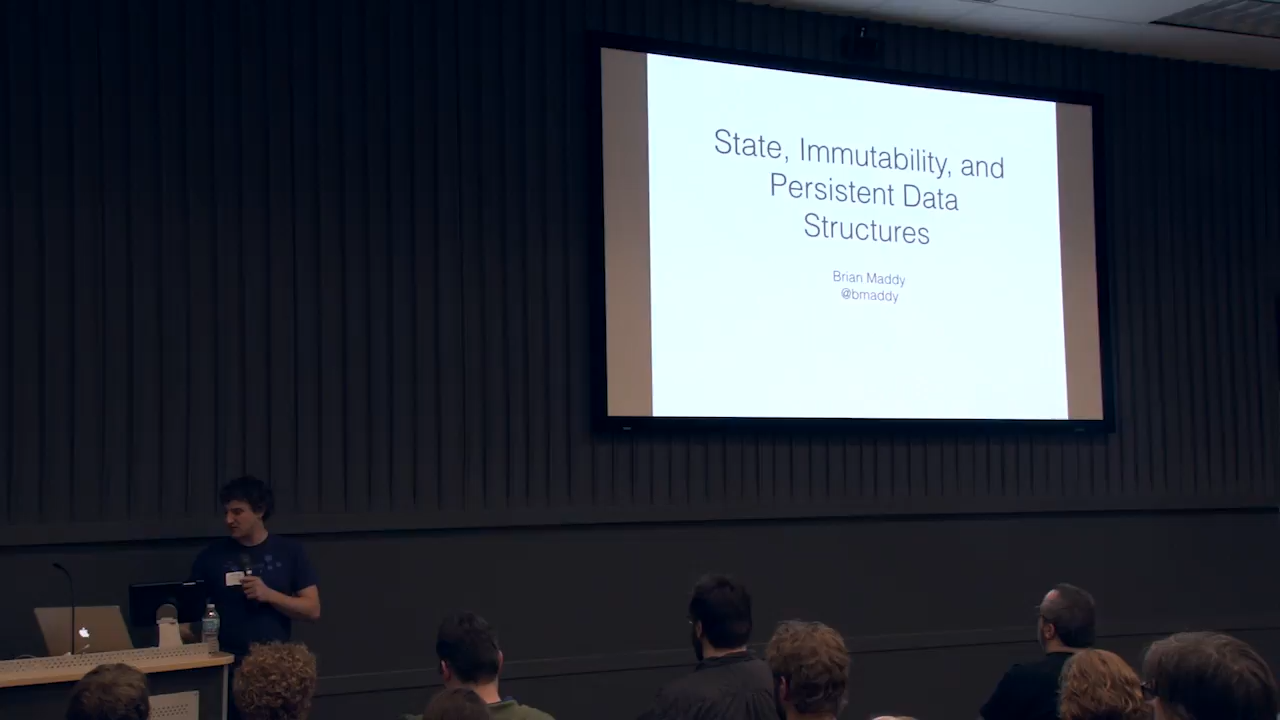 State, Immutability, and
Persistent Data
Structures
Brian Maddy
@bmaddy